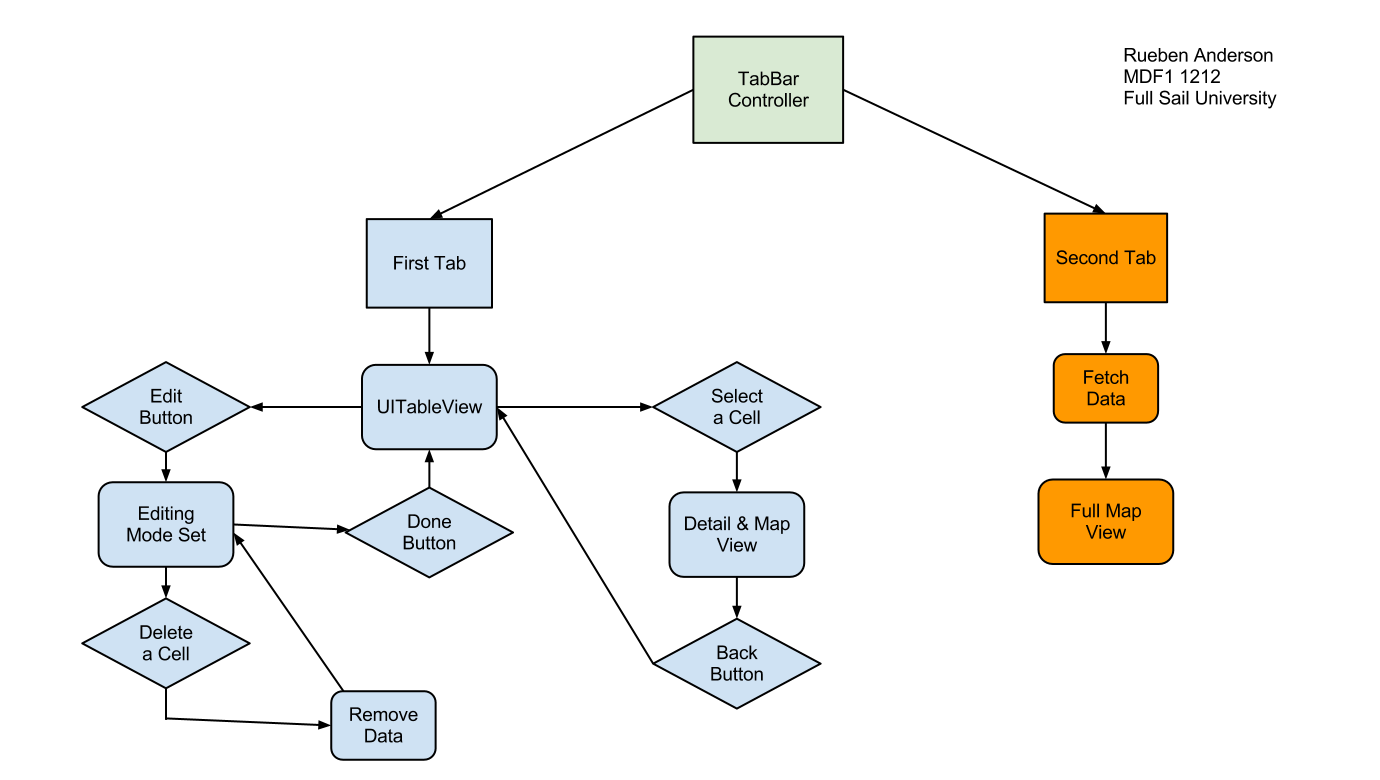 TabBar
Controller
Rueben Anderson
MDF1 1212
Full Sail University
First Tab
Second Tab
Edit
Button
UITableView
Select
a Cell
Fetch
Data
Editing
Mode Set
Done
Button
Detail & Map
View
Full Map
View
Delete
a Cell
Back
Button
Remove
Data